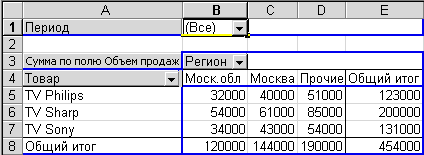 A B C D E
1 Период (Все)
2
3 Сумма по полю Объем продаж Регион
4 Товар Моск.обл Москва Прочие Общий итог
5 TV Philips 32000 40000 51000 123000
6 TV Sharp 54000 61000 85000 200000
7 TV Sony 34000 43000 54000 131000
8 Общий итог 120000 144000 190000 454000